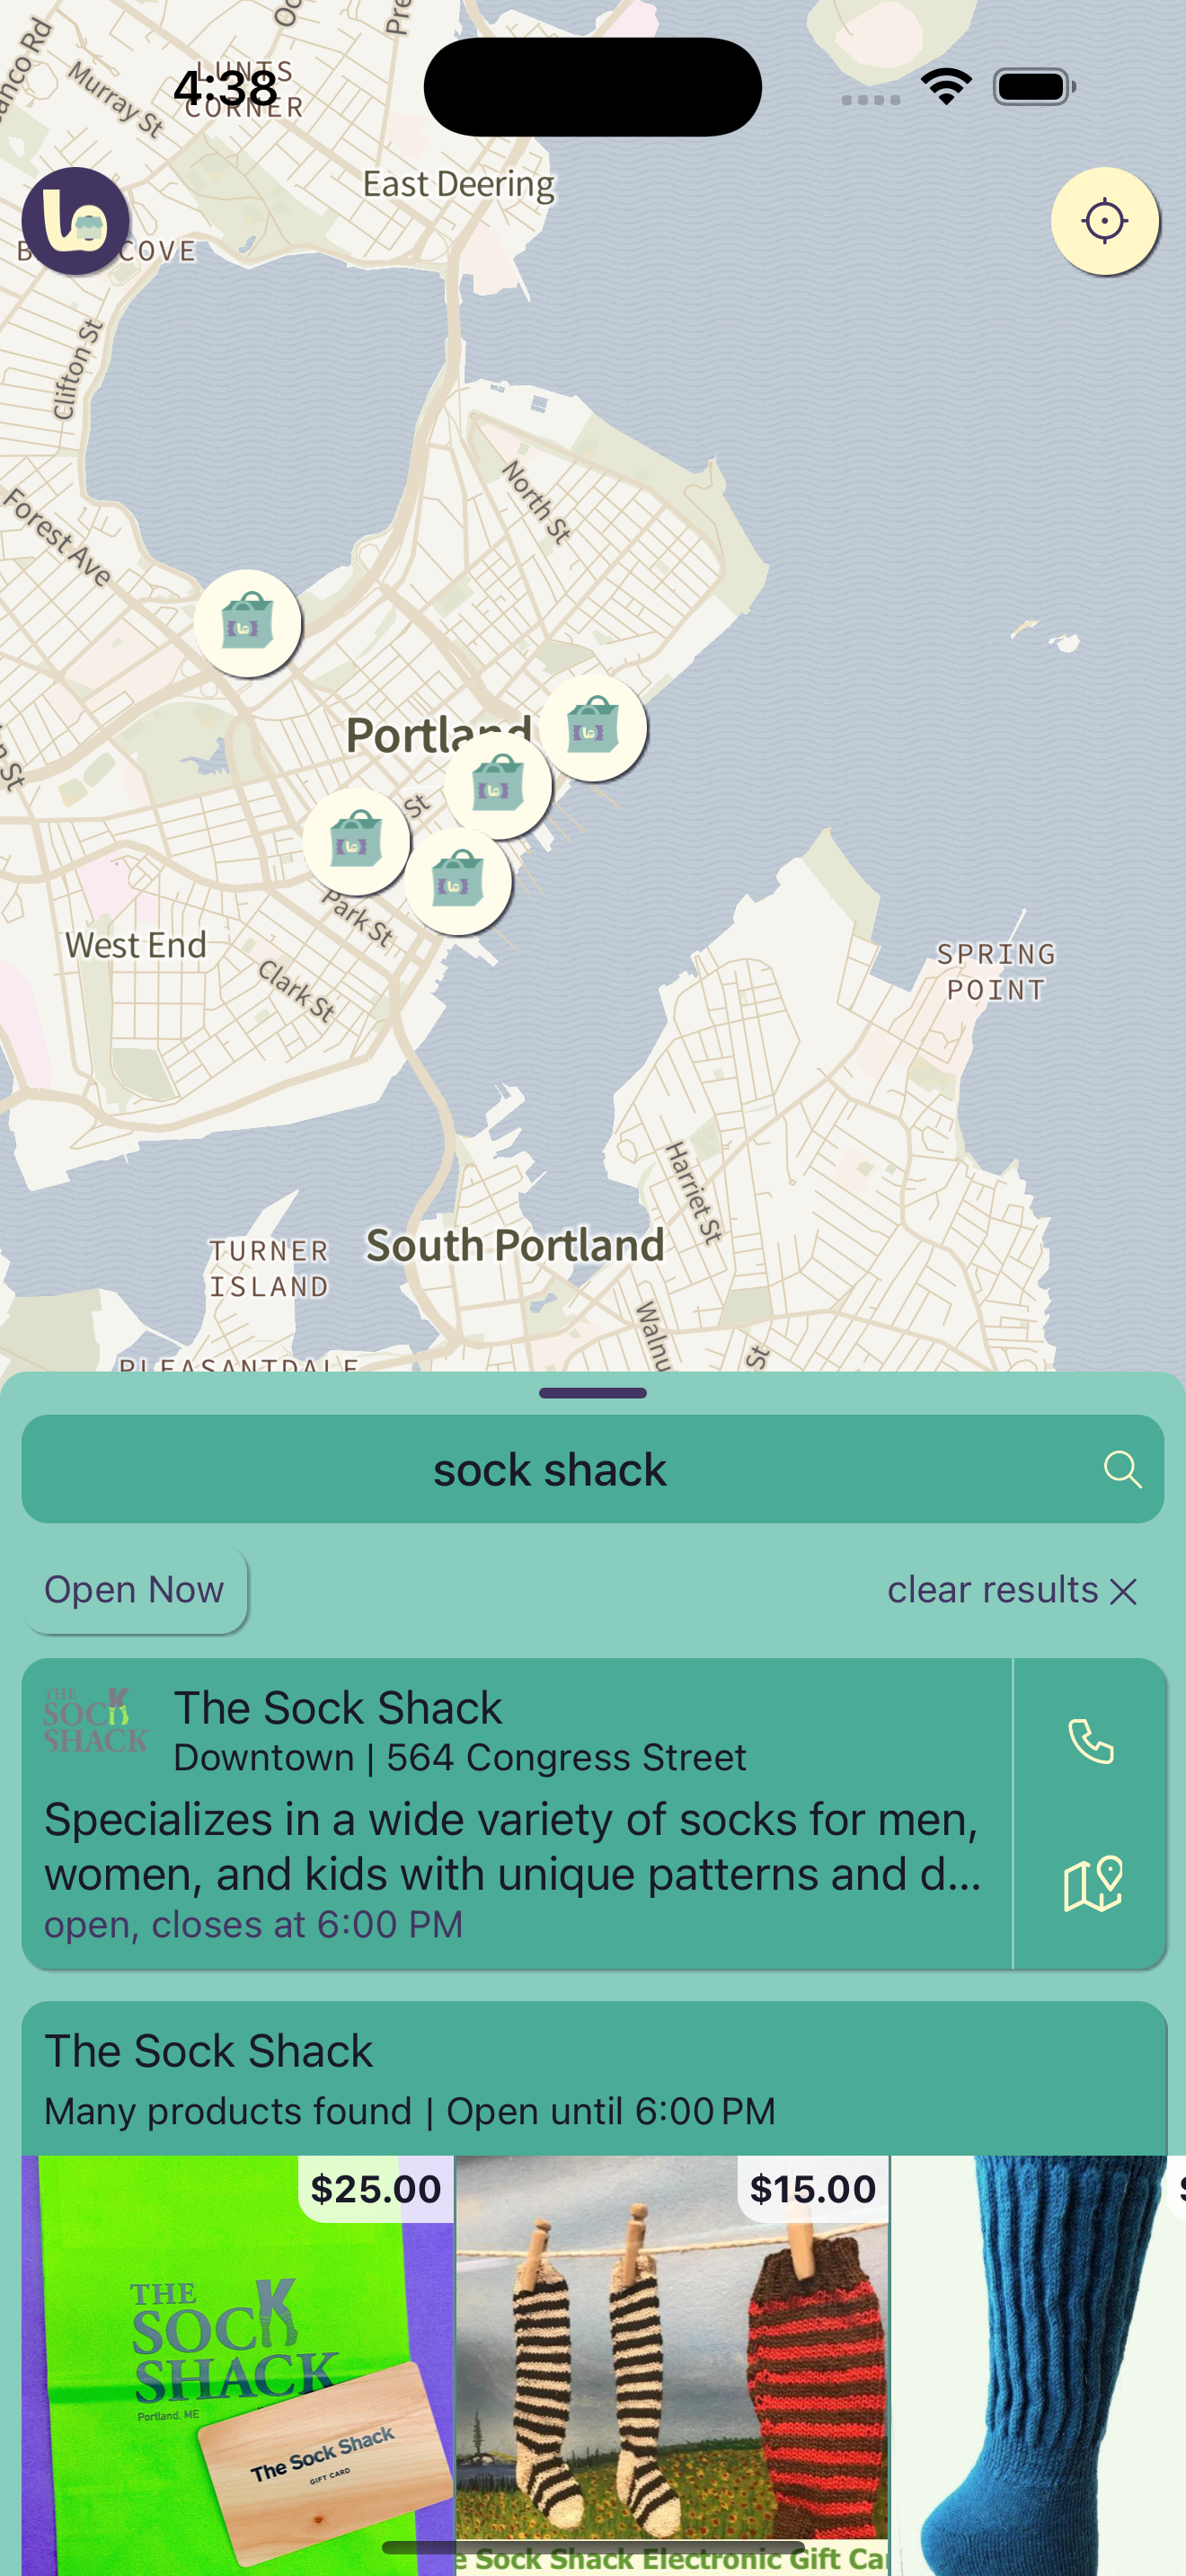 Murray St
LUNTS
CORNER
4:38
East Deering
COVE
Clifton St
North St
Forest Ave
Portland
St
Park St
West End
Clark St
SPRING
POINT
Harriet St
TURNER
ISLAND
South Portland
Walnu
St
PLEASANTDALE
sock shack
Open Now
clear results
THE
SOCK
SHACK
The Sock Shack
Downtown | 564 Congress Street
Specializes in a wide variety of socks for men,
women, and kids with unique patterns and d...
open, closes at 6:00 PM
The Sock Shack
Many products found | Open until 6:00 PM
$25.00
$15.00
$
THE
SOCK
SHACK
Portland, ME
The Sock Shack
GIFT CARD
e Sock Shack Electronic Gift Car